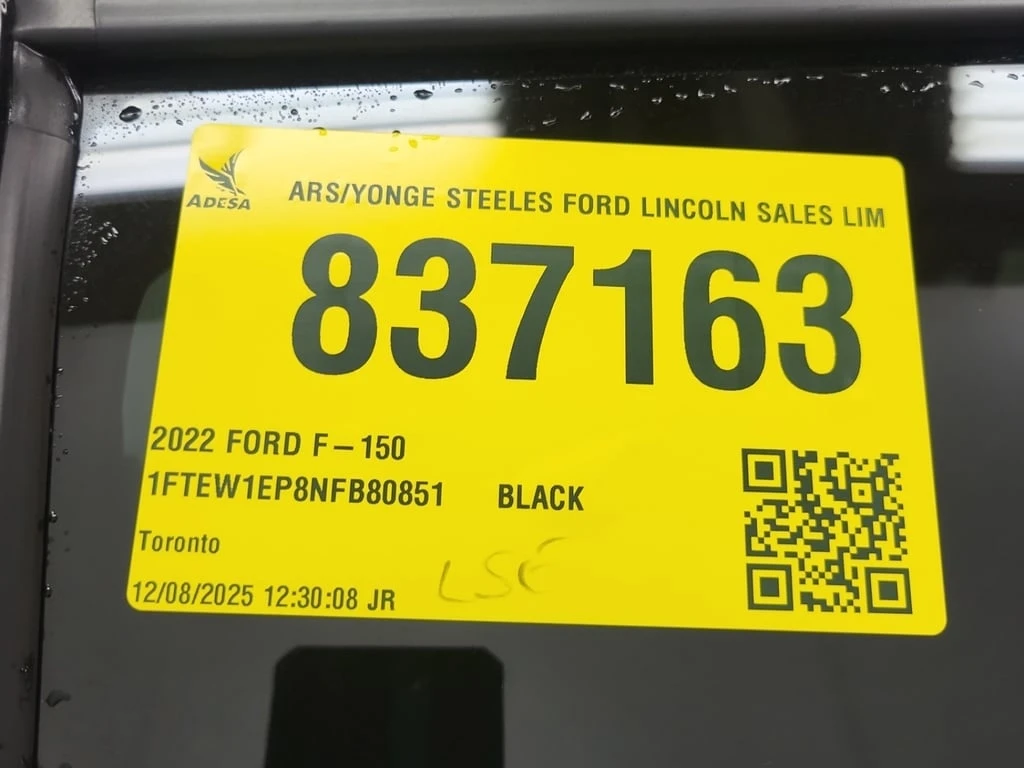 ADESA
ARS/YONGE STEELES FORD LINCOLN SALES LIM
837163
2022 FORD F-150
1FTEW1EP8NFB80851 BLACK
Toronto
12/08/2025 12:30:08 JR